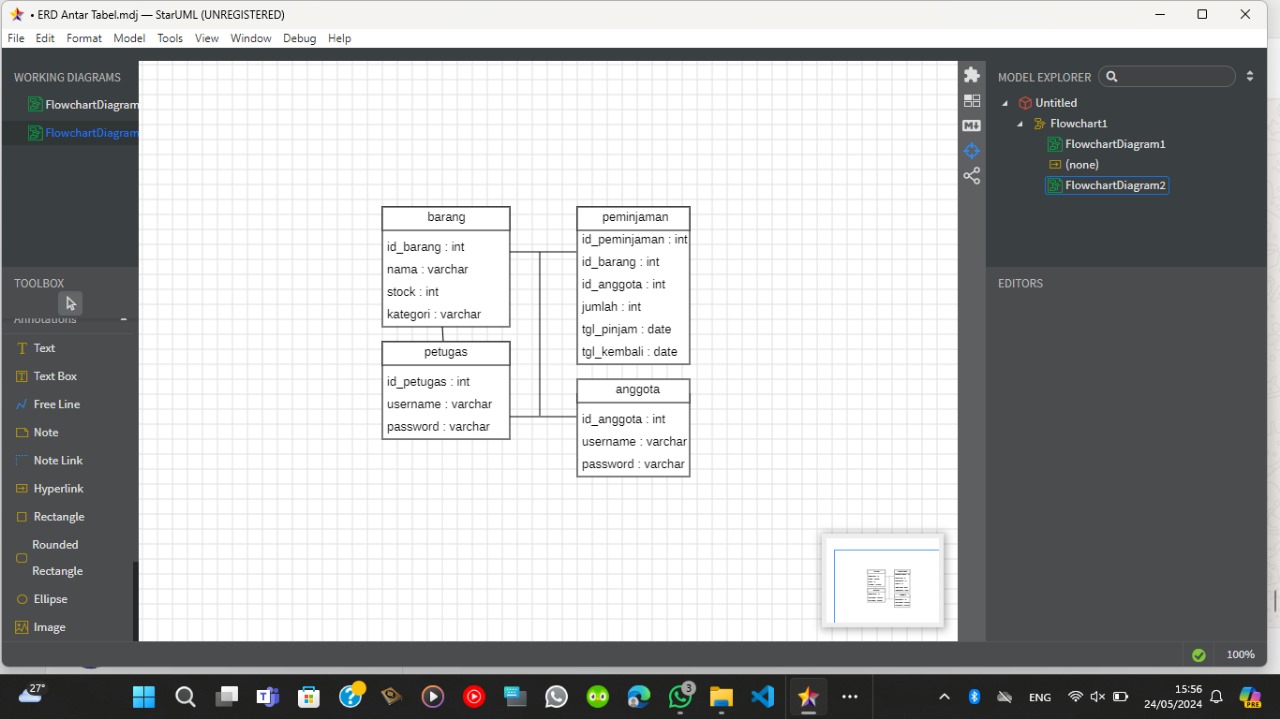 • ERD Antar Tabel.mdj — StarUML (UNREGISTERED)
File Edit Format Model Tools View Window Debug Help
WORKING DIAGRAMS
FlowchartDiagram
FlowchartDiagram
TOOLBOX
Annotations
Text
Text Box
Free Line
Note
Note Link
Hyperlink
Rectangle
Rounded
Rectangle
Ellipse
Image
barang
id_barang : int
nama : varchar
stock : int
kategori : varchar
petugas
id_petugas : int
username : varchar
password : varchar
peminjaman
id_peminjaman : int
id_barang : int
id_anggota : int
jumlah : int
tgl_pinjam : date
tgl_kembali : date
anggota
id_anggota : int
username : varchar
password : varchar
M
MODEL EXPLORER
Untitled
Flowchart1
FlowchartDiagram1
(none)
FlowchartDiagram2
EDITORS
100%
27°
3
ENG
15:56
24/05/2024
PRE